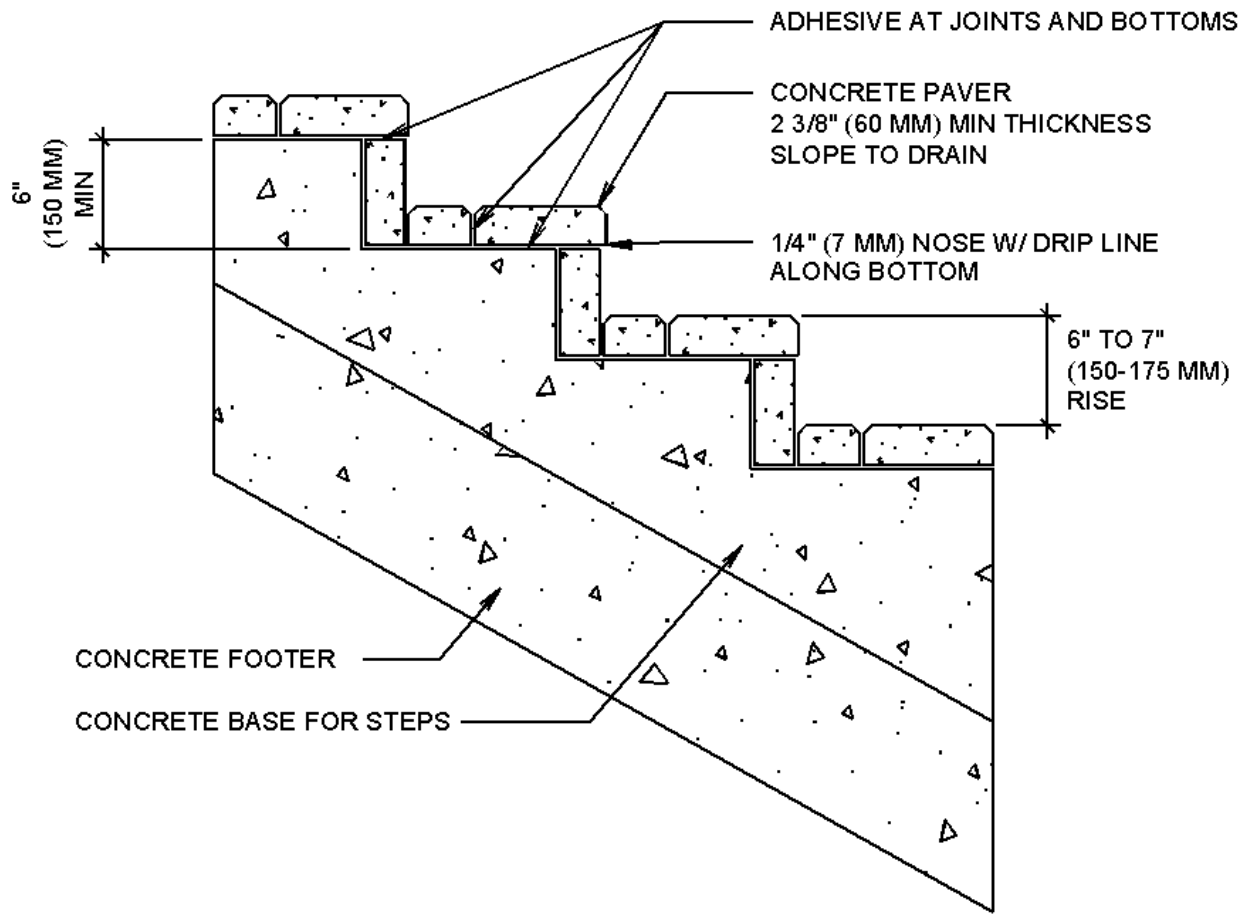 ADHESIVE AT JOINTS AND BOTTOMS
CONCRETE PAVER
2 3/8" (60 MM) MIN THICKNESS
SLOPE TO DRAIN
6"
(150 MM)
MIN
1/4" (7 MM) NOSE W/ DRIP LINE
ALONG BOTTOM
6" TO 7"
(150-175 MM)
RISE
CONCRETE FOOTER
CONCRETE BASE FOR STEPS